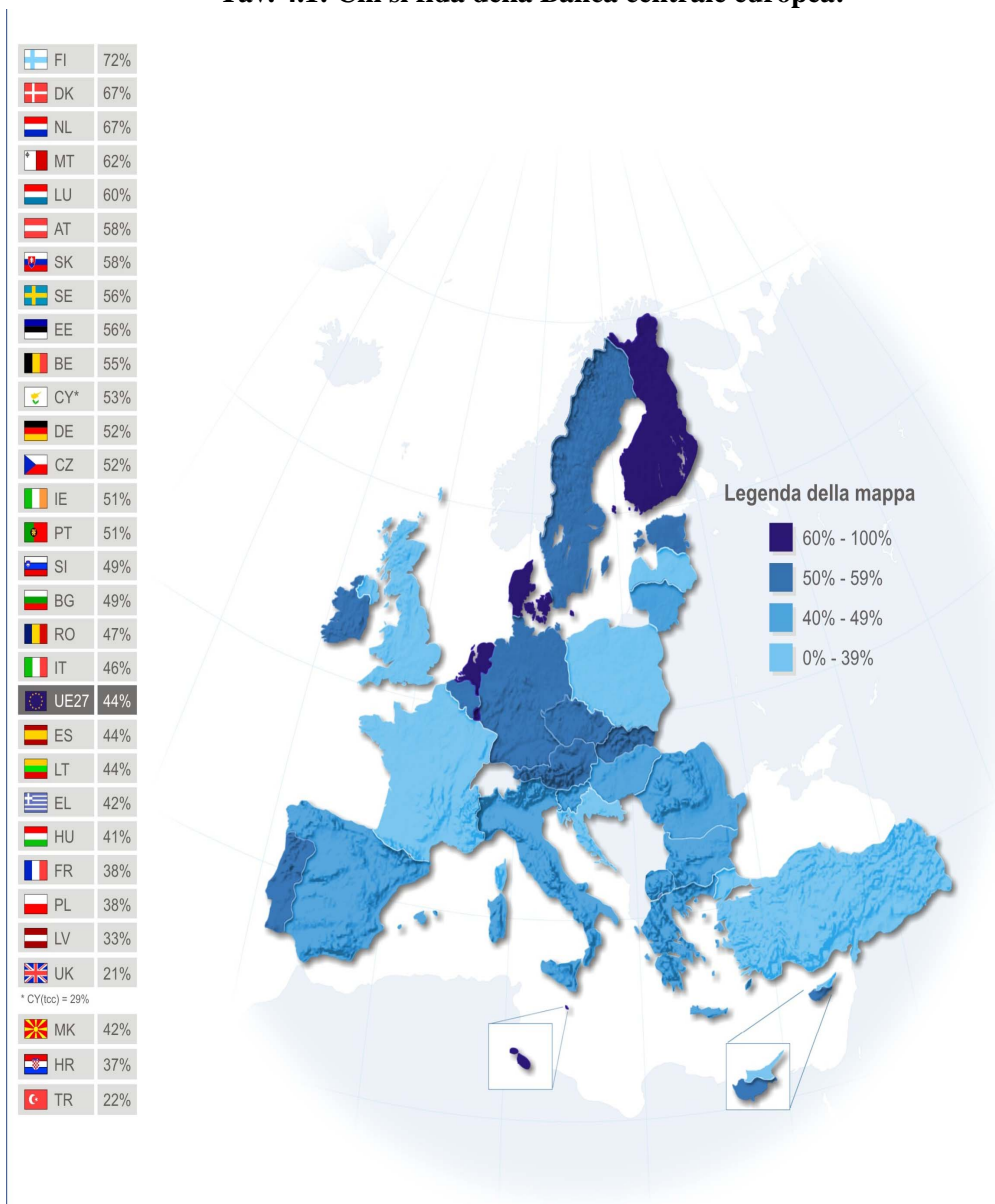 Tav. 4.1. Chi si fida della Banca centrale europea?
FI 72%
DK 67%
NL 67%
MT 62%
LU 60%
AT 58%
SK 58%
SE 56%
EE 56%
BE 55%
CY* 53%
DE 52%
CZ 52%
IE 51%
PT 51%
SI 49%
BG 49%
RO 47%
IT 46%
UE27 44%
ES 44%
LT 44%
EL 42%
HU 41%
FR 38%
PL 38%
LV 33%
UK 21%
* CY(tcc) = 29%
MK 42%
HR 37%
TR 22%
Legenda della mappa
60% - 100%
50% - 59%
40% - 49%
0% - 39%